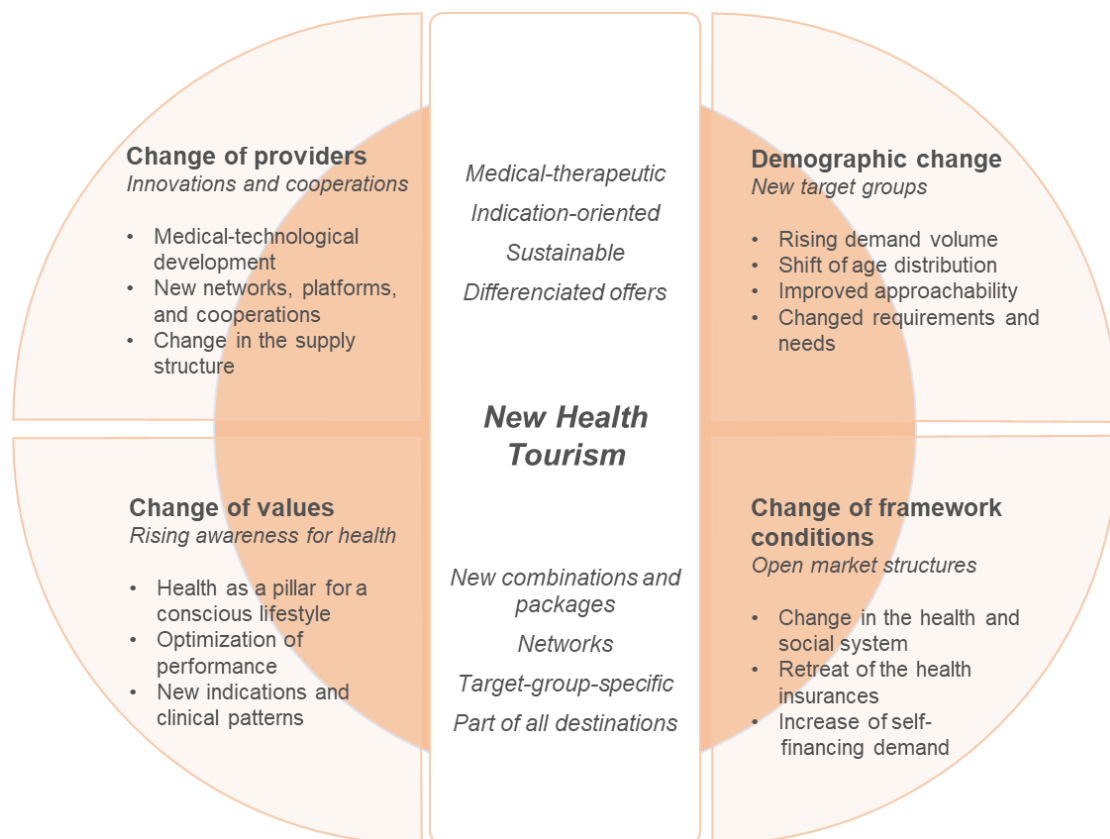 Change of providers
Innovations and cooperations
• Medical-technological
development
• New networks, platforms,
and cooperations
• Change in the supply
structure
Medical-therapeutic
Indication-oriented
Sustainable
Differenciated offers
Demographic change
New target groups
• Rising demand volume
• Shift of age distribution
• Improved approachability
• Changed requirements and
needs
New Health
Tourism
Change of values
Rising awareness for health
• Health as a pillar for a
conscious lifestyle
• Optimization of
performance
• New indications and
clinical patterns
New combinations and
packages
Networks
Target-group-specific
Part of all destinations
Change of framework
conditions
Open market structures
• Change in the health and
social system
• Retreat of the health
insurances
• Increase of self-
financing demand